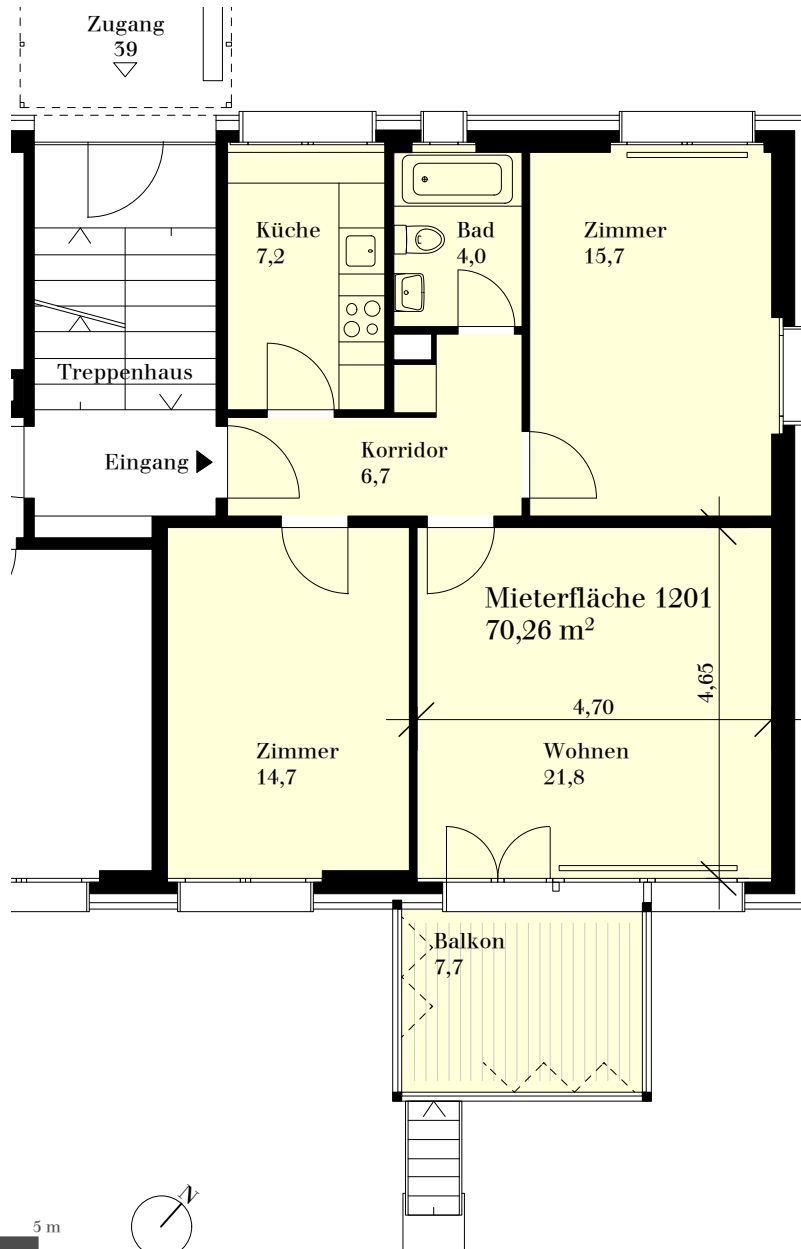 Zugang
39
Küche
7,2
Bad
4,0
Zimmer
15,7
Treppenhaus
Eingang
Korridor
6,7
Mieterfläche 1201
70,26 m²
4,65
4,70
Zimmer
14,7
Wohnen
21,8
Balkon
7,7
N
5 m